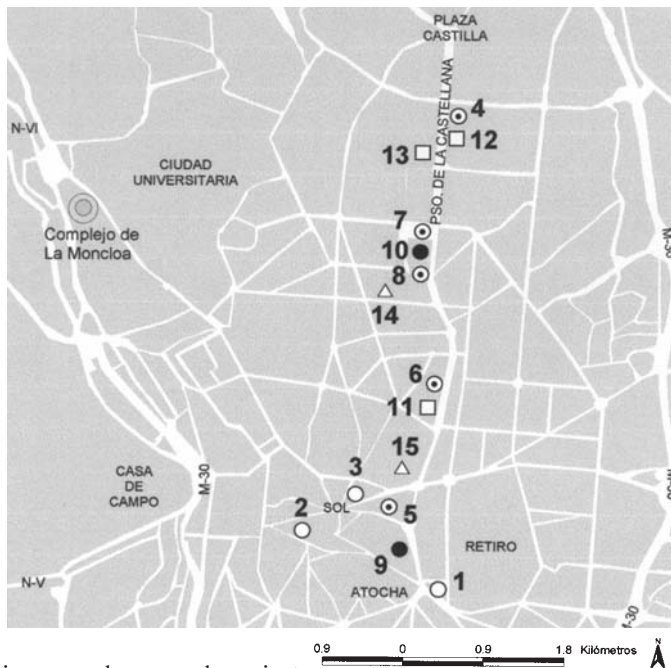 PLAZA
CASTILLA
PSO. DE LA CASTELLANA
4
12
13
N-VI
CIUDAD
UNIVERSITARIA
Complejo de
La Moncloa
7
10
8
14
M-30
6
11
15
3
SOL
5
2
CASA
DE
CAMPO
M-30
9
RETIRO
ATOCHA
1
N-V
M-30
0.9 0 0.9 1.8 Kilómetros
N